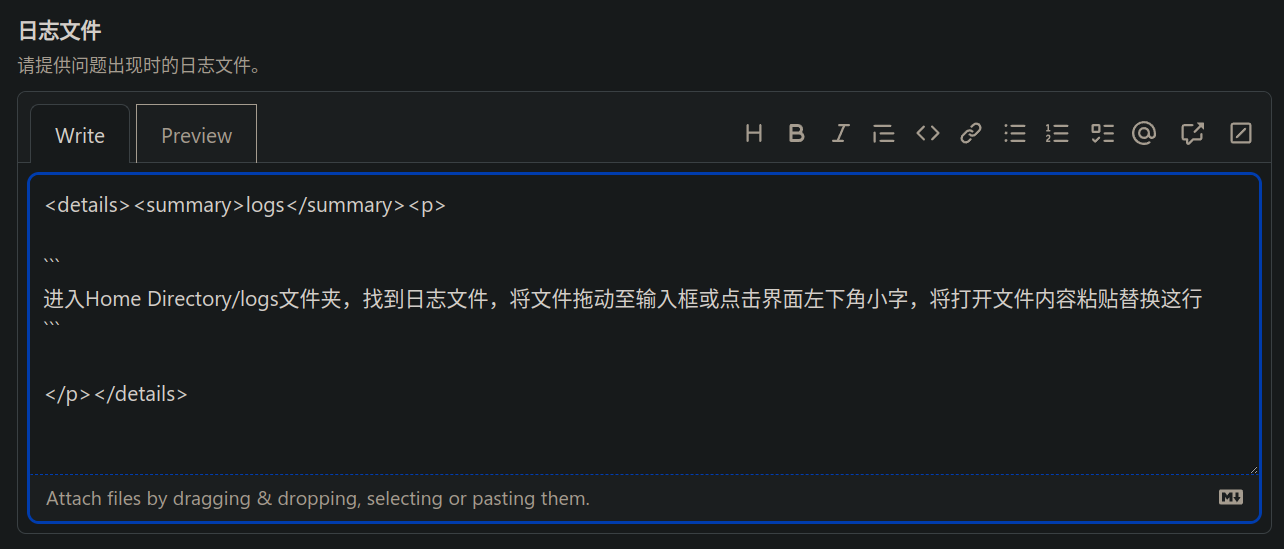 日志文件
请提供问题出现时的日志文件。
Write
Preview
<details><summary>logs</summary><p>
```
进入Home Directory/logs文件夹，找到日志文件，将文件拖动至输入框或点击界面左下角小字，将打开文件内容粘贴替换这行
```
</p></details>
Attach files by dragging & dropping, selecting or pasting them.